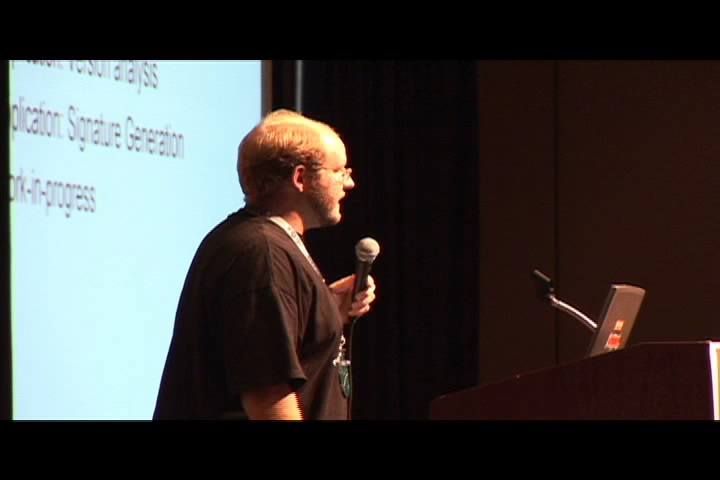 Version analysis
plication: Signature Generation
ork-in-progress